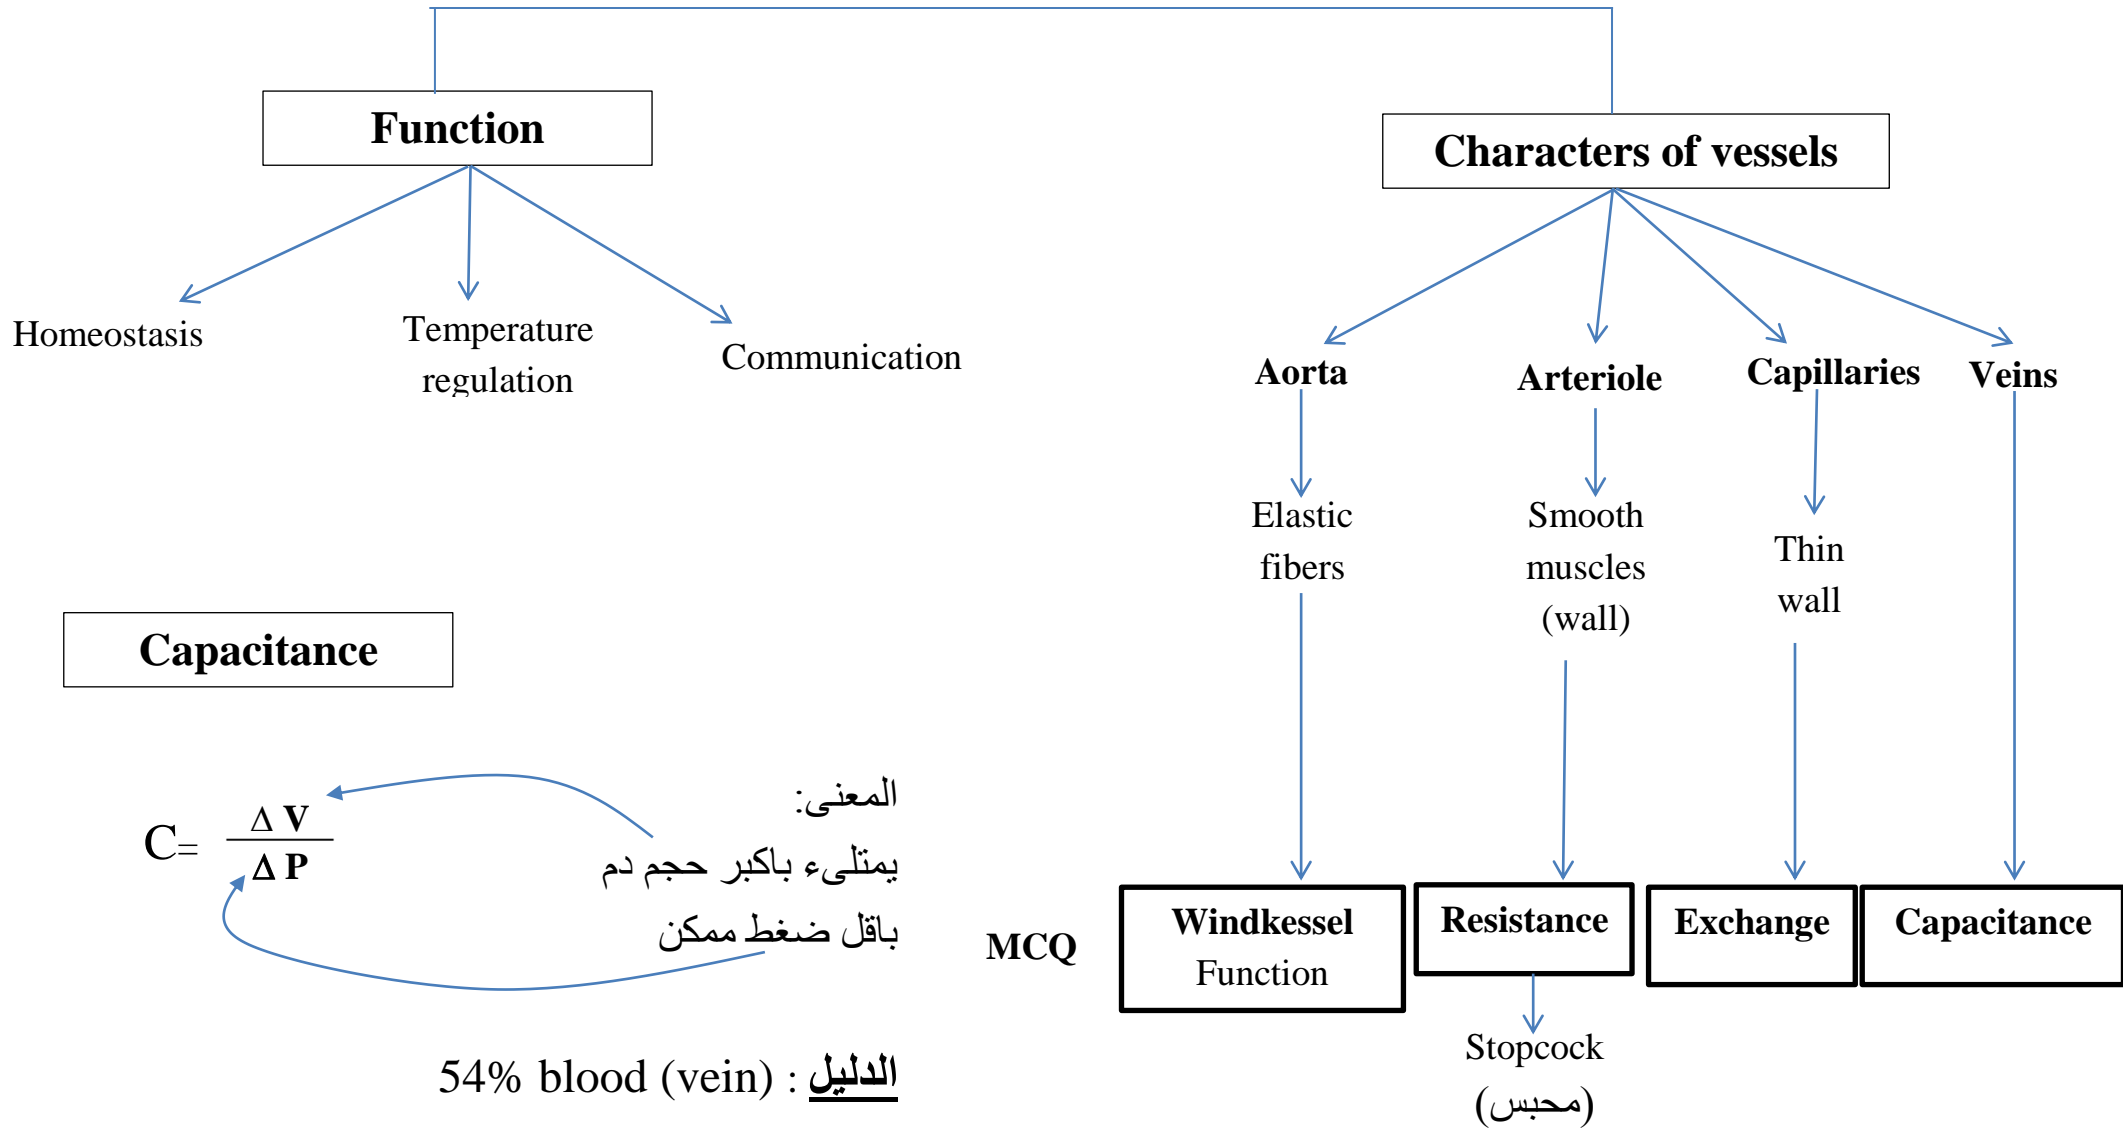 Function
Homeostasis
Temperature
regulation
Communication
Characters of vessels
Aorta
Arteriole
Capillaries
Veins
Elastic
fibers
Smooth
muscles
(wall)
Thin
wall
Capacitance
C= Δ V
Δ P
المعنى:
يمتلىء باكبر حجم دم
باقل ضغط ممكن
الدليل : 54% blood (vein)
MCQ
Windkessel
Function
Resistance
Exchange
Capacitance
Stopcock
(محبس)